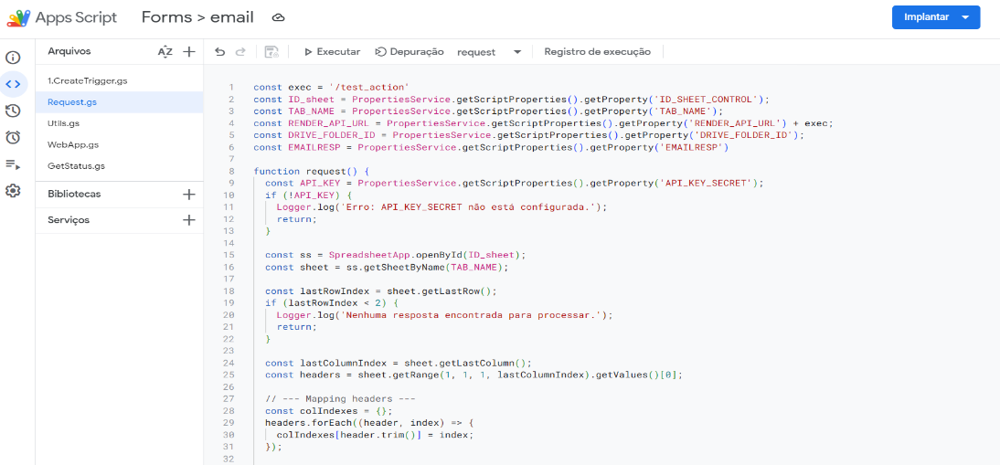 Apps Script Forms > email Implantar
Arquivos AZ Executar Depuração request Registro de execução
1.CreateTrigger.gs
Request.gs
Utils.gs
WebApp.gs
GetStatus.gs
Bibliotecas
Serviços
1 const exec = '/test_action'
2 const ID_sheet = PropertiesService.getScriptProperties().getProperty('ID_SHEET_CONTROL');
3 const TAB_NAME = PropertiesService.getScriptProperties().getProperty('TAB_NAME');
4 const RENDER_API_URL = PropertiesService.getScriptProperties().getProperty('RENDER_API_URL') + exec;
5 const DRIVE_FOLDER_ID = PropertiesService.getScriptProperties().getProperty('DRIVE_FOLDER_ID');
6 const EMAILRESP = PropertiesService.getScriptProperties().getProperty('EMAILRESP')
7
8 function request() {
9 const API_KEY = PropertiesService.getScriptProperties().getProperty('API_KEY_SECRET');
10 if (!API_KEY) {
11 Logger.log('Erro: API_KEY_SECRET não está configurada.');
12 return;
13 }
14
15 const ss = SpreadsheetApp.openById(ID_sheet);
16 const sheet = ss.getSheetByName(TAB_NAME);
17
18 const lastRowIndex = sheet.getLastRow();
19 if (lastRowIndex < 2) {
20 Logger.log('Nenhuma resposta encontrada para processar.');
21 return;
22 }
23
24 const lastColumnIndex = sheet.getLastColumn();
25 const headers = sheet.getRange(1, 1, 1, lastColumnIndex).getValues()[0];
26
27 // --- Mapping headers ---
28 const colIndexes = {};
29 headers.forEach((header, index) => {
30 colIndexes[header.trim()] = index;
31 });
32